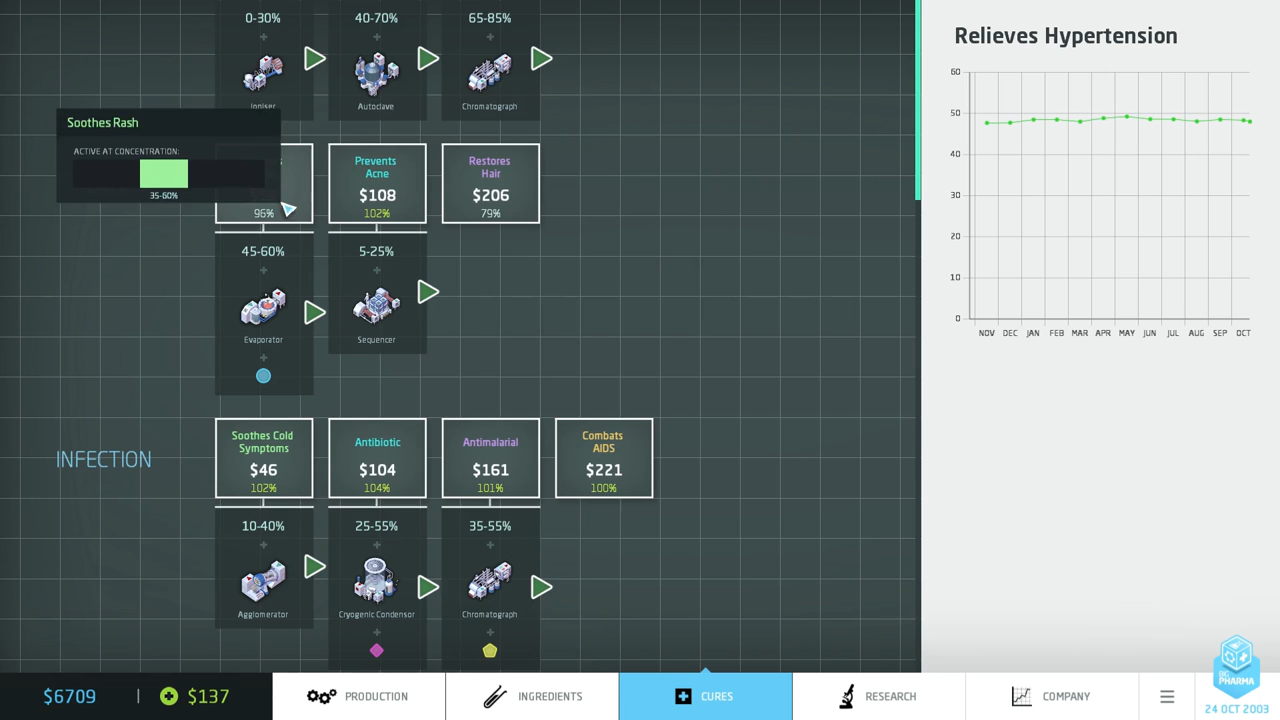 0-30%
40-70%
65-85%
+
+
+
Ioniser
Autoclave
Chromatograph
Soothes Rash
ACTIVE AT CONCENTRATION:
35-60%
96%
Prevents
Acne
$108
102%
Restores
Hair
$206
79%
45-60%
5-25%
+
+
Evaporator
Sequencer
+
INFECTION
Soothes Cold
Symptoms
$46
102%
Antibiotic
$104
104%
Antimalarial
$161
101%
Combats
AIDS
$221
100%
10-40%
25-55%
35-55%
+
+
+
Agglomerator
Cryogenic Condensor
Chromatograph
+
+
Relieves Hypertension
60
50
40
30
20
10
0
NOV DEC JAN FEB MAR APR MAY JUN JUL AUG SEP OCT
$6709 | $137
PRODUCTION
INGREDIENTS
CURES
RESEARCH
COMPANY
BIG
PHARMA
24 OCT 2003